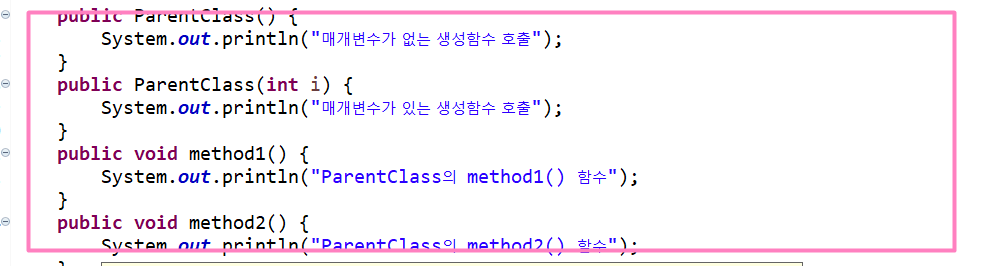 public ParentClass() {
System.out.println("매개변수가 없는 생성함수 호출");
}
public ParentClass(int i) {
System.out.println("매개변수가 있는 생성함수 호출");
}
public void method1() {
System.out.println("ParentClass의 method1() 함수");
}
public void method2() {
System.out.println("ParentClass의 method2() 함수");
}